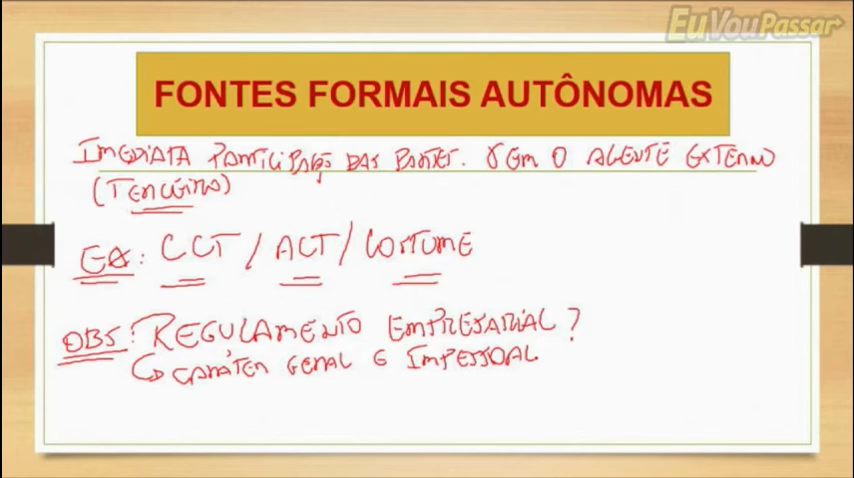 EuVouPassar
FONTES FORMAIS AUTÔNOMAS
IMEDIATA PARTICIPAÇÃO DAS PARTES. SEM O AGENTE EXTERNO
(TERCEIRO)
EX: CCT / ACT / COSTUME
OBS: REGULAMENTO EMPRESARIAL?
↳ CARÁTER GERAL E IMPESSOAL